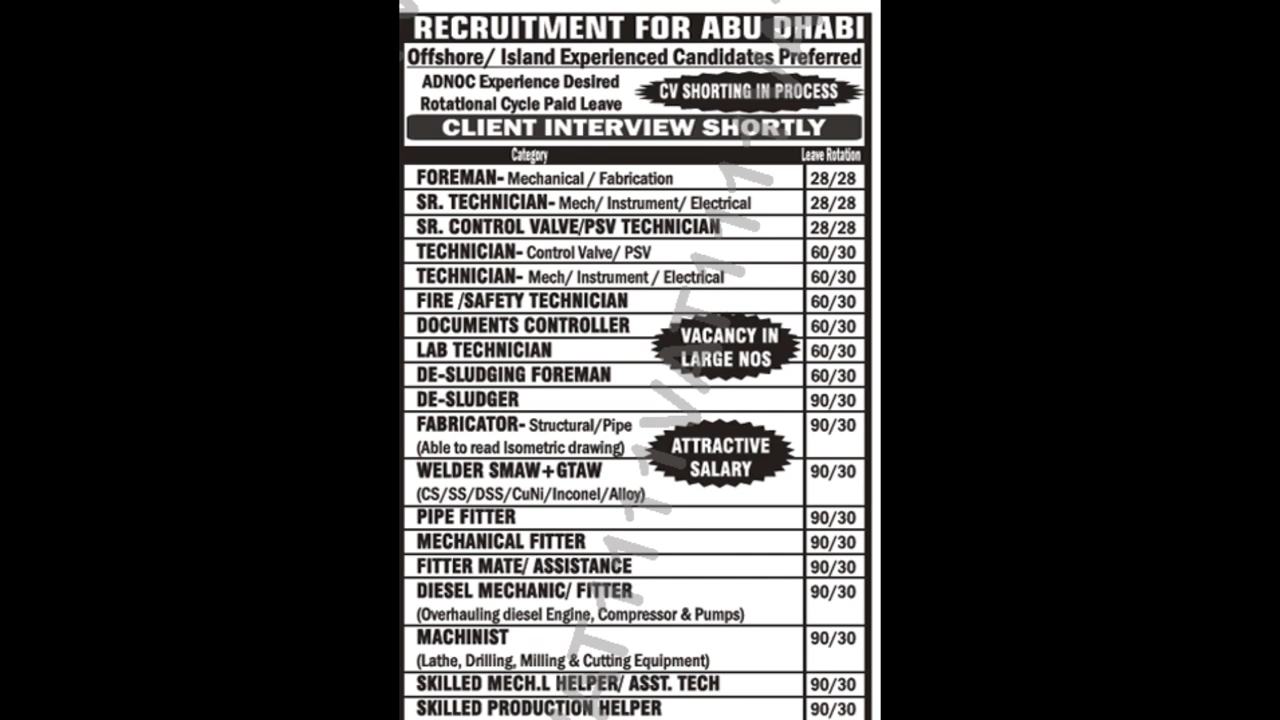 RECRUITMENT FOR ABU DHABI
Offshore/ Island Experienced Candidates Preferred
ADNOC Experience Desired
Rotational Cycle Paid Leave
CV SHORTING IN PROCESS
CLIENT INTERVIEW SHORTLY
Category Leave Rotation
FOREMAN- Mechanical / Fabrication 28/28
SR. TECHNICIAN- Mech/ Instrument/ Electrical 28/28
SR. CONTROL VALVE/PSV TECHNICIAN 28/28
TECHNICIAN- Control Valve/ PSV 60/30
TECHNICIAN- Mech/ Instrument / Electrical 60/30
FIRE /SAFETY TECHNICIAN 60/30
DOCUMENTS CONTROLLER 60/30
VACANCY IN
LARGE NOS
LAB TECHNICIAN 60/30
DE-SLUDGING FOREMAN 60/30
DE-SLUDGER 90/30
FABRICATOR- Structural/Pipe 90/30
(Able to read Isometric drawing)
ATTRACTIVE
SALARY
WELDER SMAW+GTAW 90/30
(CS/SS/DSS/CuNi/Inconel/Alloy)
PIPE FITTER 90/30
MECHANICAL FITTER 90/30
FITTER MATE/ ASSISTANCE 90/30
DIESEL MECHANIC/ FITTER 90/30
(Overhauling diesel Engine, Compressor & Pumps)
MACHINIST 90/30
(Lathe, Drilling, Milling & Cutting Equipment)
SKILLED MECH.L HELPER/ ASST. TECH 90/30
SKILLED PRODUCTION HELPER 90/30